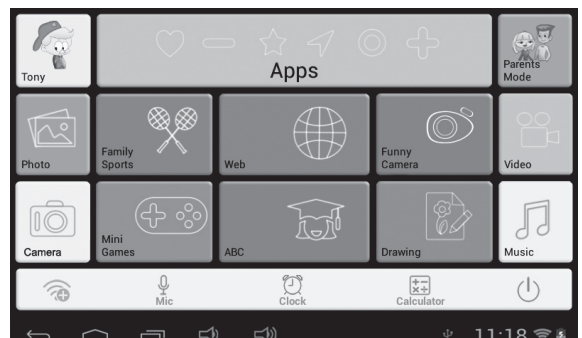 Tony
Apps
Parents
Mode
Photo
Family
Sports
Web
Funny
Camera
Video
Camera
Mini
Games
ABC
Drawing
Music
Mic
Clock
Calculator
11:18